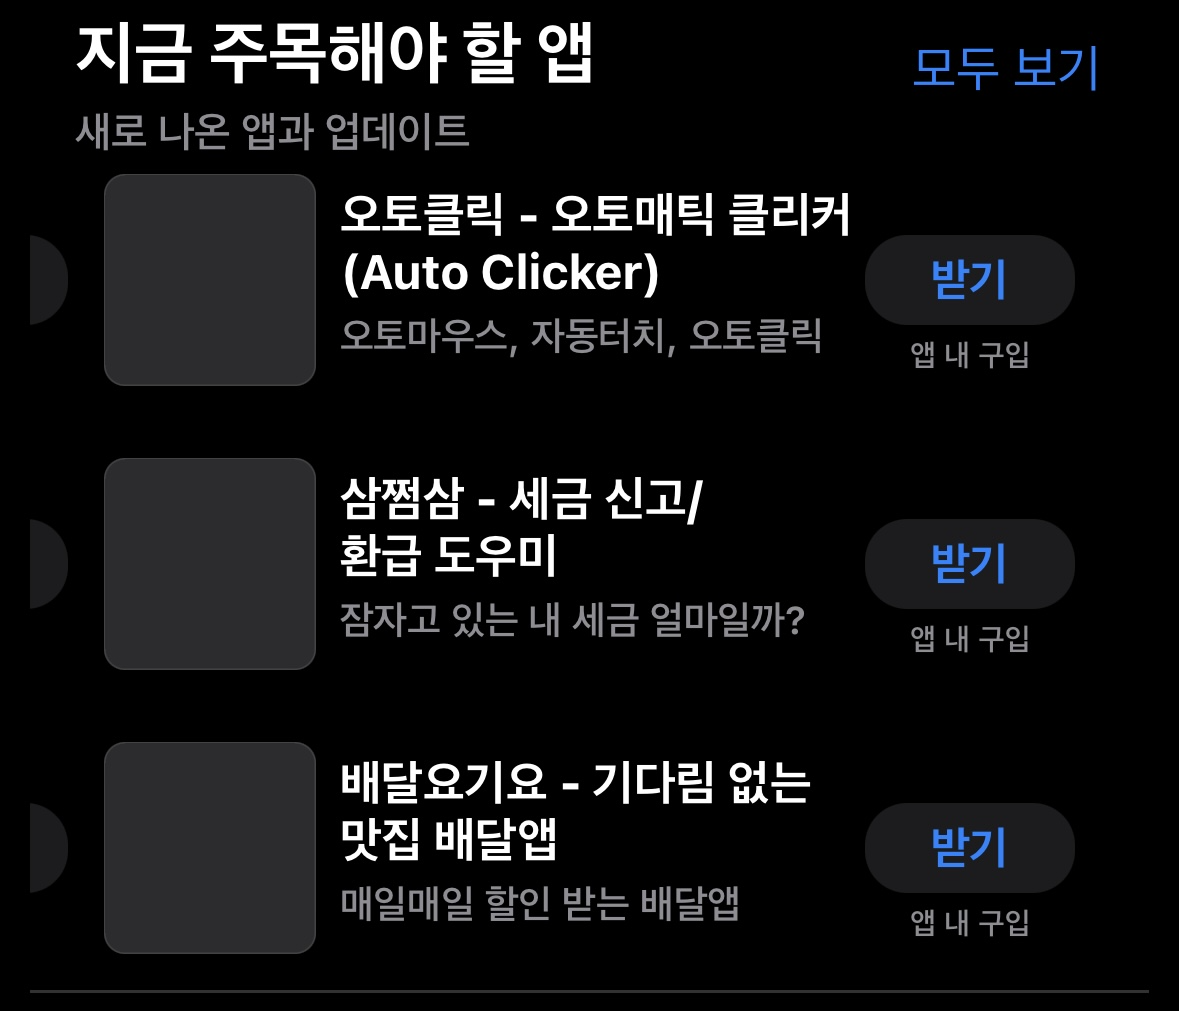 지금 주목해야 할 앱
모두 보기
새로 나온 앱과 업데이트
오토클릭 - 오토매틱 클리커
(Auto Clicker)
오토마우스, 자동터치, 오토클릭
받기
앱 내 구입
삼쩜삼 - 세금 신고/
환급 도우미
잠자고 있는 내 세금 얼마일까?
받기
앱 내 구입
배달요기요 - 기다림 없는
맛집 배달앱
매일매일 할인 받는 배달앱
받기
앱 내 구입